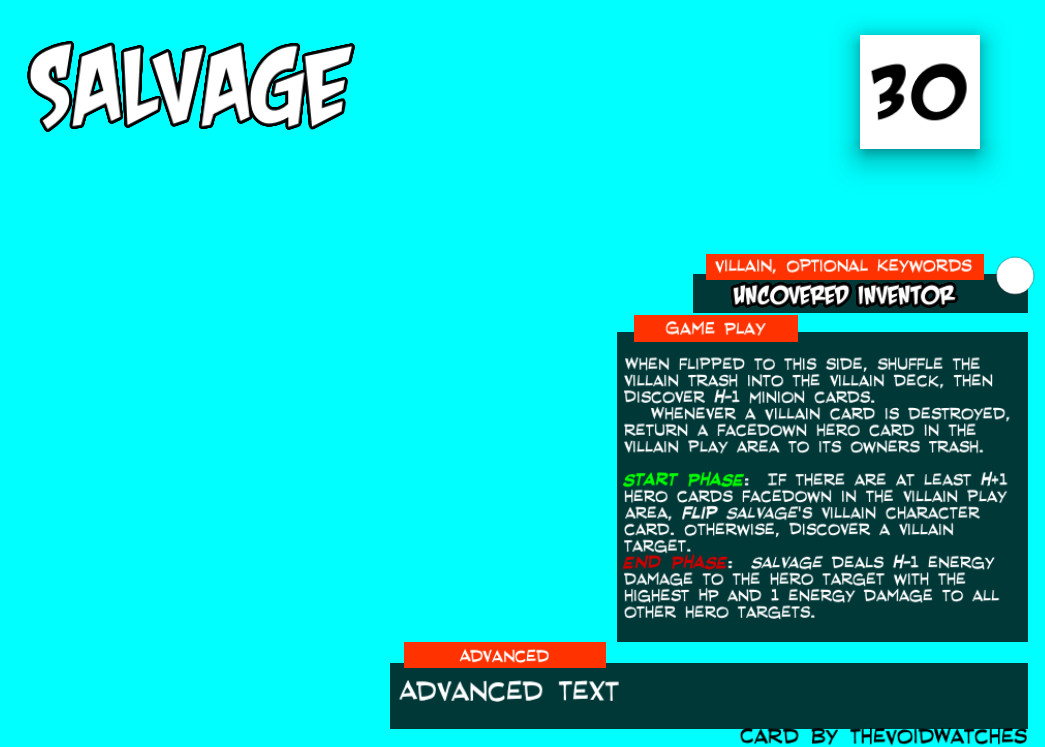 SALVAGE
30
VILLAIN, OPTIONAL KEYWORDS
UNCOVERED INVENTOR
GAME PLAY
WHEN FLIPPED TO THIS SIDE, SHUFFLE THE
VILLAIN TRASH INTO THE VILLAIN DECK, THEN
DISCOVER H-1 MINION CARDS.
WHENEVER A VILLAIN CARD IS DESTROYED,
RETURN A FACEDOWN HERO CARD IN THE
VILLAIN PLAY AREA TO ITS OWNERS TRASH.
START PHASE: IF THERE ARE AT LEAST H+1
HERO CARDS FACEDOWN IN THE VILLAIN PLAY
AREA, FLIP SALVAGE'S VILLAIN CHARACTER
CARD. OTHERWISE, DISCOVER A VILLAIN
TARGET.
END PHASE: SALVAGE DEALS H-1 ENERGY
DAMAGE TO THE HERO TARGET WITH THE
HIGHEST HP AND 1 ENERGY DAMAGE TO ALL
OTHER HERO TARGETS.
ADVANCED
ADVANCED TEXT
CARD BY THEVOIDWATCHES